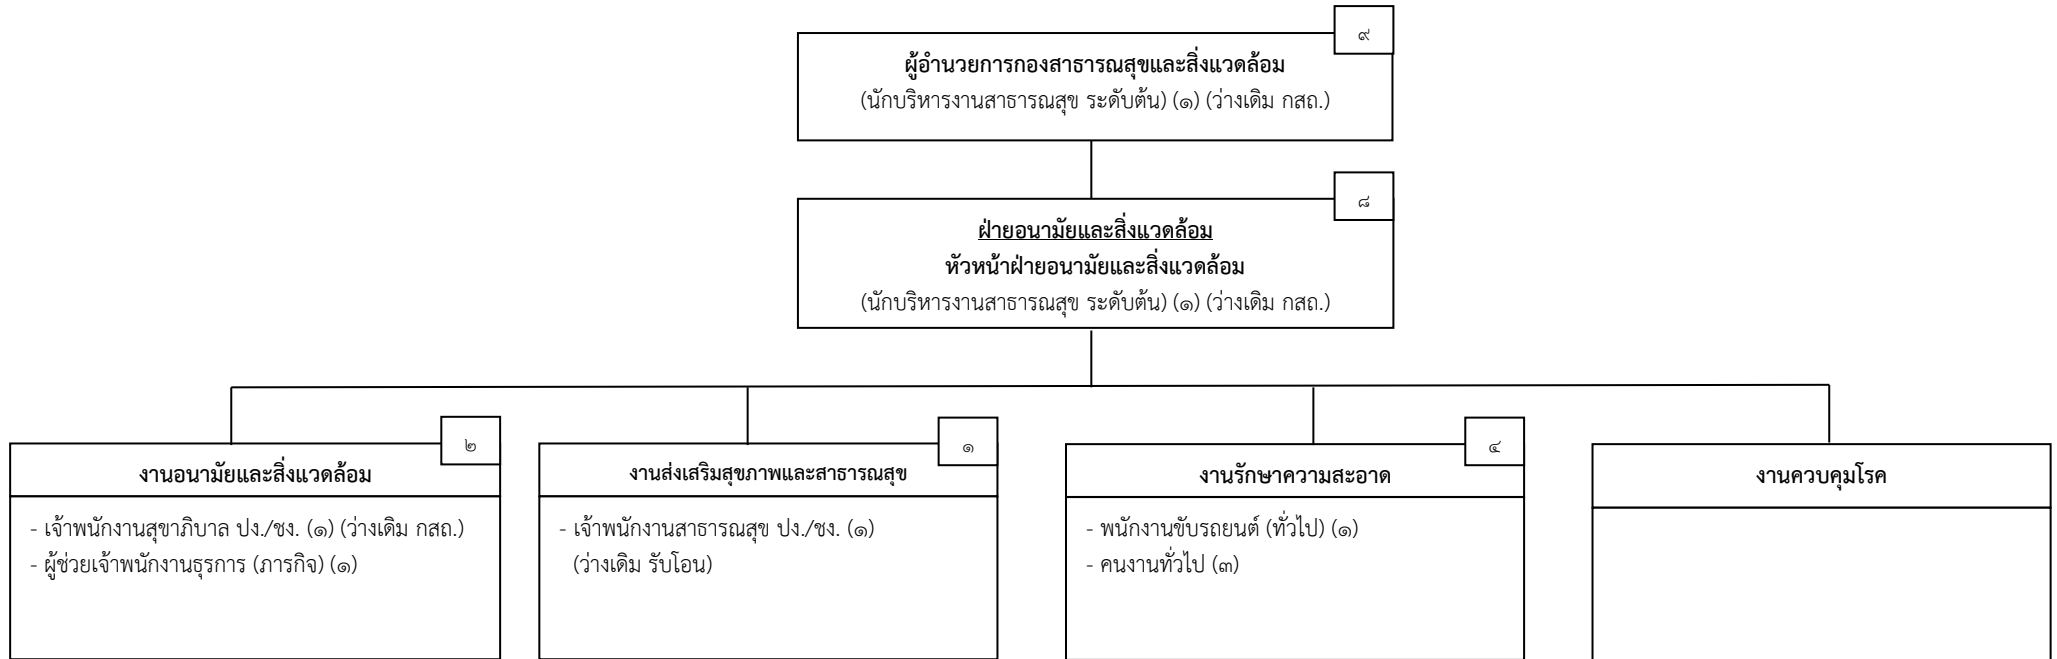 ๙
ผู้อำนวยการกองสาธารณสุขและสิ่งแวดล้อม
(นักบริหารงานสาธารณสุข ระดับต้น) (๑) (ว่างเดิม กสถ.)
๘
ฝ่ายอนามัยและสิ่งแวดล้อม
หัวหน้าฝ่ายอนามัยและสิ่งแวดล้อม
(นักบริหารงานสาธารณสุข ระดับต้น) (๑) (ว่างเดิม กสถ.)
๒
งานอนามัยและสิ่งแวดล้อม
- เจ้าพนักงานสุขาภิบาล ปง./ชง. (๑) (ว่างเดิม กสถ.)
- ผู้ช่วยเจ้าพนักงานธุรการ (ภารกิจ) (๑)
๑
งานส่งเสริมสุขภาพและสาธารณสุข
- เจ้าพนักงานสาธารณสุข ปง./ชง. (๑)
(ว่างเดิม รับโอน)
๔
งานรักษาความสะอาด
- พนักงานขับรถยนต์ (ทั่วไป) (๑)
- คนงานทั่วไป (๓)
งานควบคุมโรค